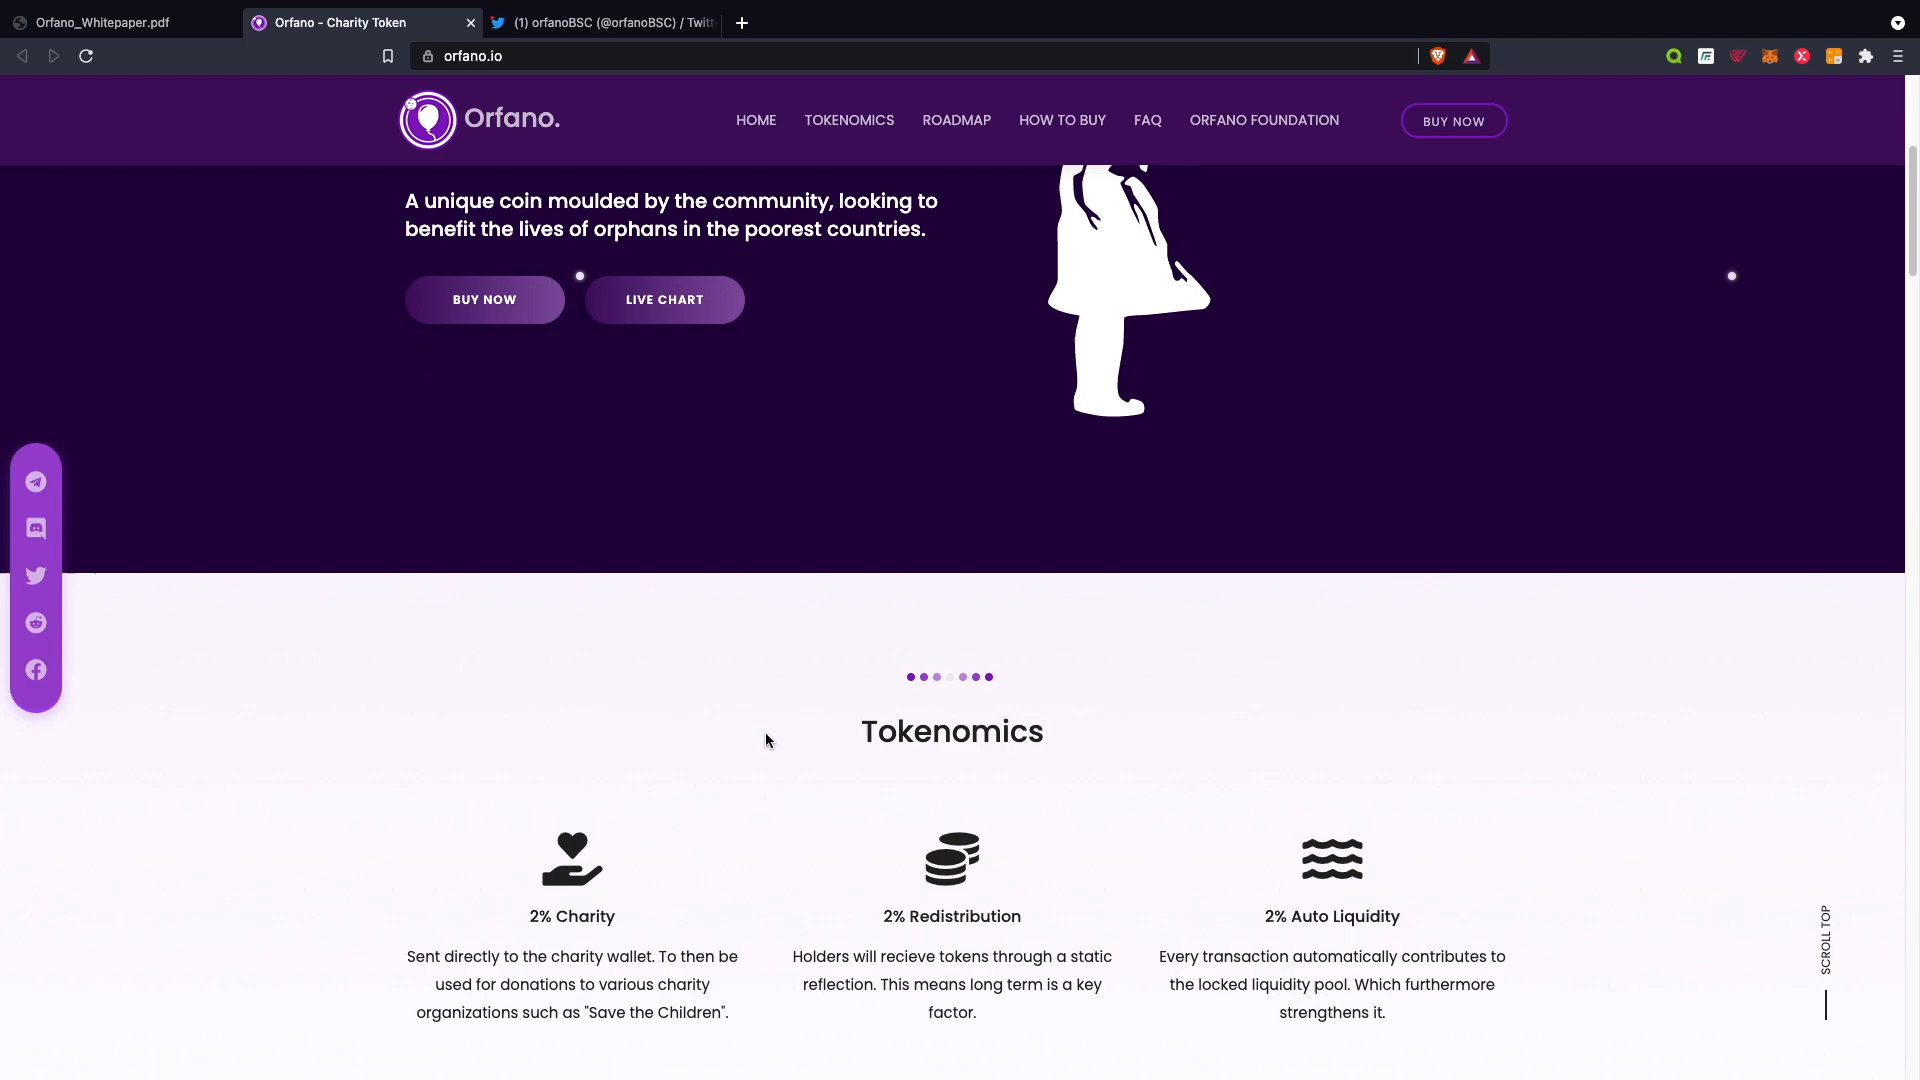 Orfano_Whitepaper.pdf
Orfano - Charity Token
(1) orfanoBSC (@orfanoBSC) / Twitt
orfano.io
Orfano.
HOME
TOKENOMICS
ROADMAP
HOW TO BUY
FAQ
ORFANO FOUNDATION
BUY NOW
A unique coin moulded by the community, looking to
benefit the lives of orphans in the poorest countries.
BUY NOW
LIVE CHART
Tokenomics
2% Charity
Sent directly to the charity wallet. To then be
used for donations to various charity
organizations such as "Save the Children".
2% Redistribution
Holders will recieve tokens through a static
reflection. This means long term is a key
factor.
2% Auto Liquidity
Every transaction automatically contributes to
the locked liquidity pool. Which furthermore
strengthens it.
SCROLL TOP